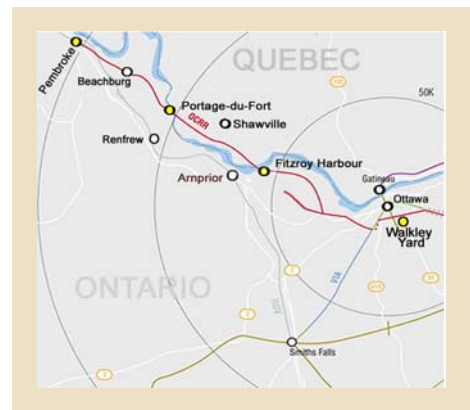 QUEBEC
Pembroke
Beachburg
50K
Portage-du-Fort
OCRR
Shawville
Renfrew
Fitzroy Harbour
Arnprior
Gatineau
Ottawa
Walkley
Yard
ONTARIO
7
VIA
Smiths Falls